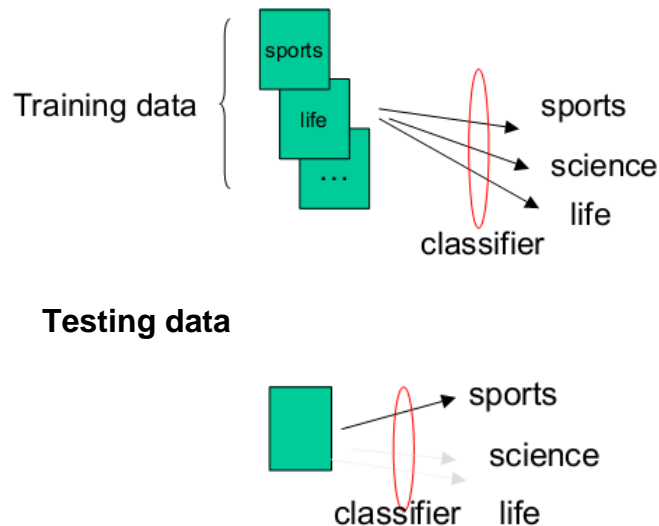 sports
Training data
life
...
sports
science
life
classifier
Testing data
sports
science
classifier
life